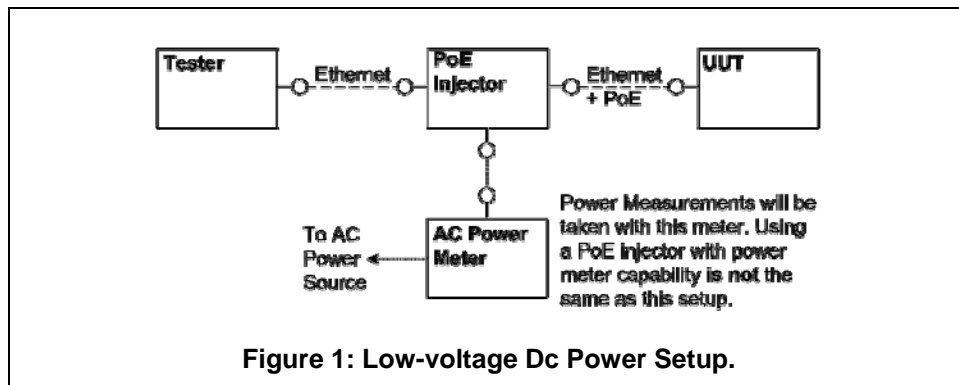 Tester
Ethernet
PoE
Injector
Ethernet
+ PoE
UUT
To AC
Power
Source
AC Power
Meter
Power Measurements will be
taken with this meter. Using
a PoE injector with power
meter capability is not the
same as this setup.
Figure 1: Low-voltage Dc Power Setup.